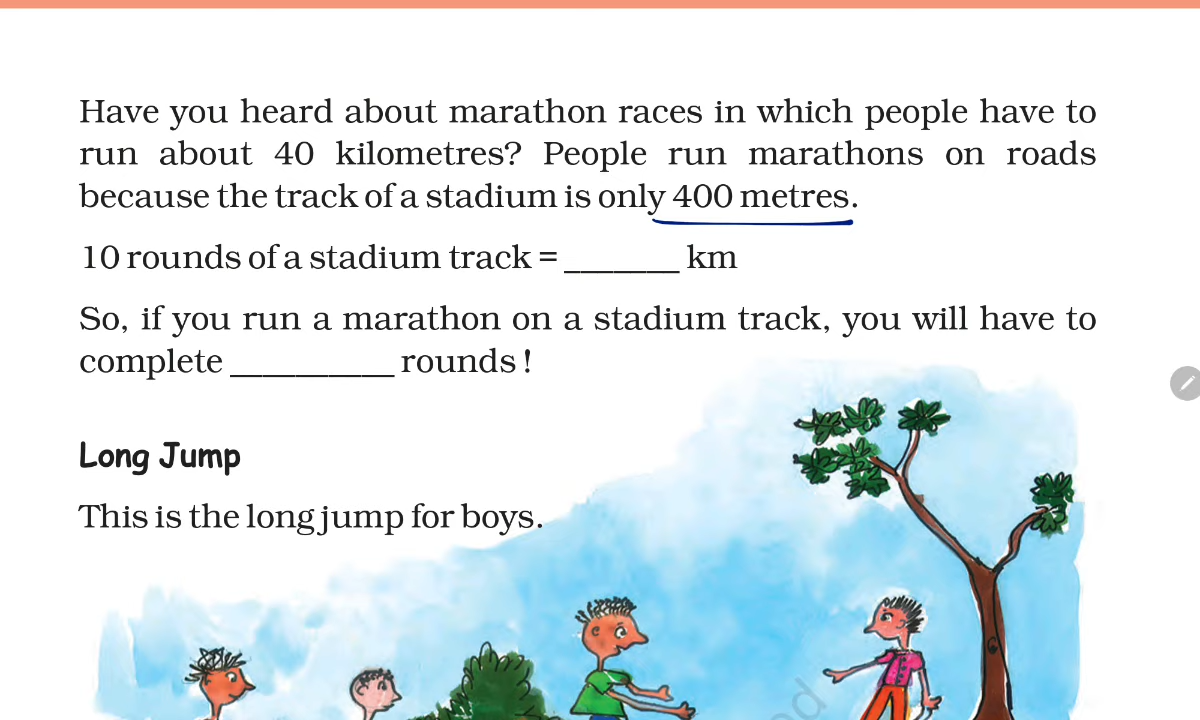 Have you heard about marathon races in which people have to
run about 40 kilometres? People run marathons on roads
because the track of a stadium is only 400 metres.
10 rounds of a stadium track = _______ km
So, if you run a marathon on a stadium track, you will have to
complete __________ rounds !
Long Jump
This is the long jump for boys.